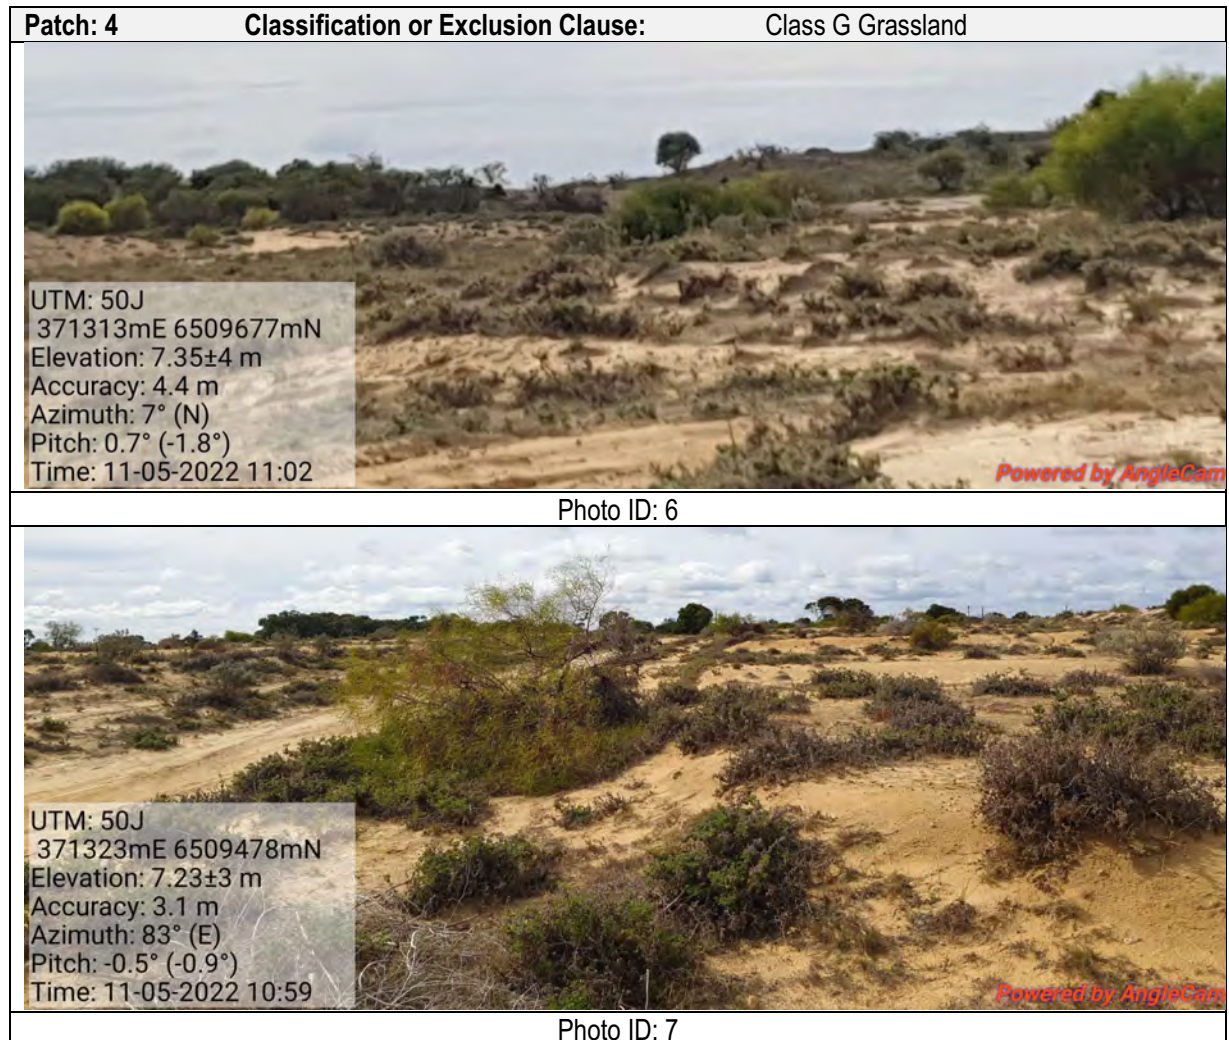 Patch: 4 Classification or Exclusion Clause: Class G Grassland
UTM: 50J
371313mE 6509677mN
Elevation: 7.35±4 m
Accuracy: 4.4 m
Azimuth: 7° (N)
Pitch: 0.7° (-1.8°)
Time: 11-05-2022 11:02
Powered by AngleCam
Photo ID: 6
UTM: 50J
371323mE 6509478mN
Elevation: 7.23±3 m
Accuracy: 3.1 m
Azimuth: 83° (E)
Pitch: -0.5° (-0.9°)
Time: 11-05-2022 10:59
Powered by AngleCam
Photo ID: 7